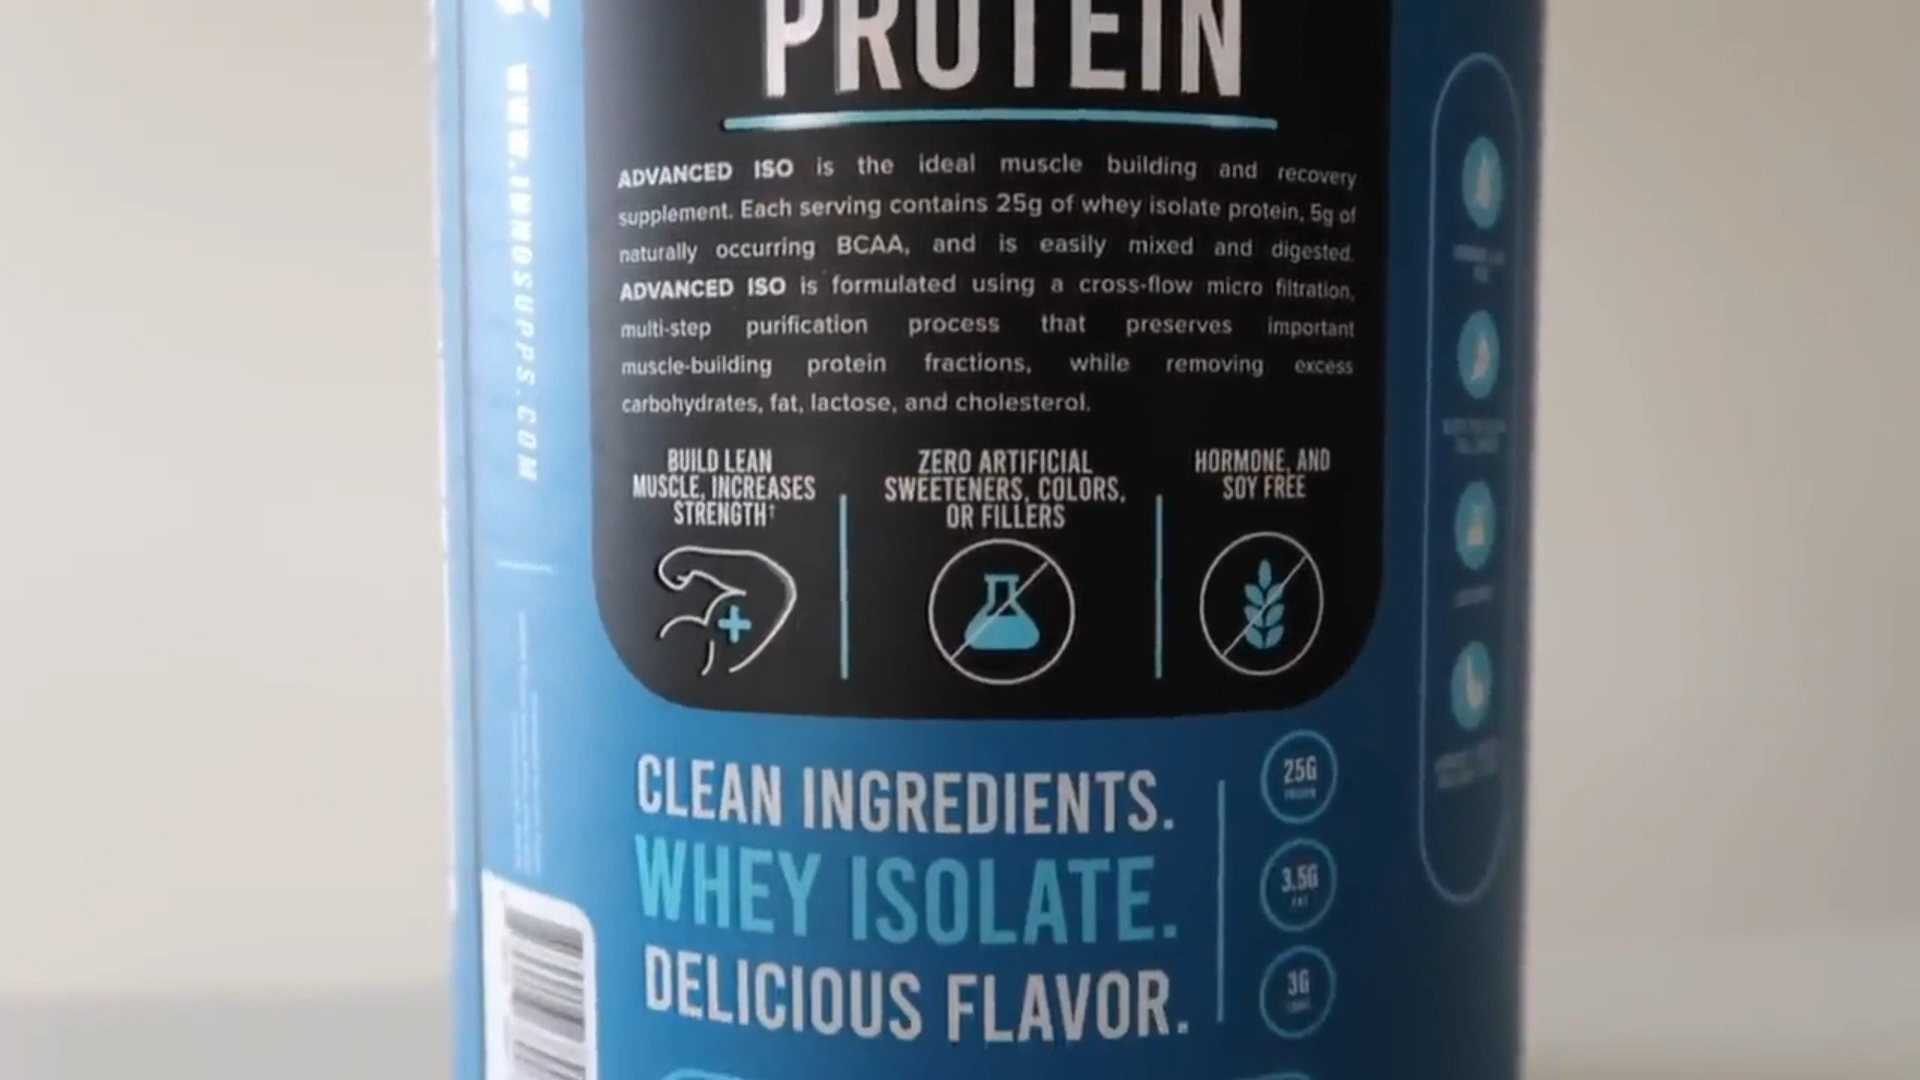 PROTEIN
ADVANCED ISO is the ideal muscle building and recovery
supplement. Each serving contains 25g of whey isolate protein, 5g of
naturally occurring BCAA, and is easily mixed and digested.
ADVANCED ISO is formulated using a cross-flow micro filtration,
multi-step purification process that preserves important
muscle-building protein fractions, while removing excess
carbohydrates, fat, lactose, and cholesterol.
BUILD LEAN
MUSCLE, INCREASES
STRENGTH†
ZERO ARTIFICIAL
SWEETENERS, COLORS,
OR FILLERS
HORMONE, AND
SOY FREE
CLEAN INGREDIENTS.
WHEY ISOLATE.
DELICIOUS FLAVOR.
25G
3.5G
3G
WWW.INNOSUPPS.COM